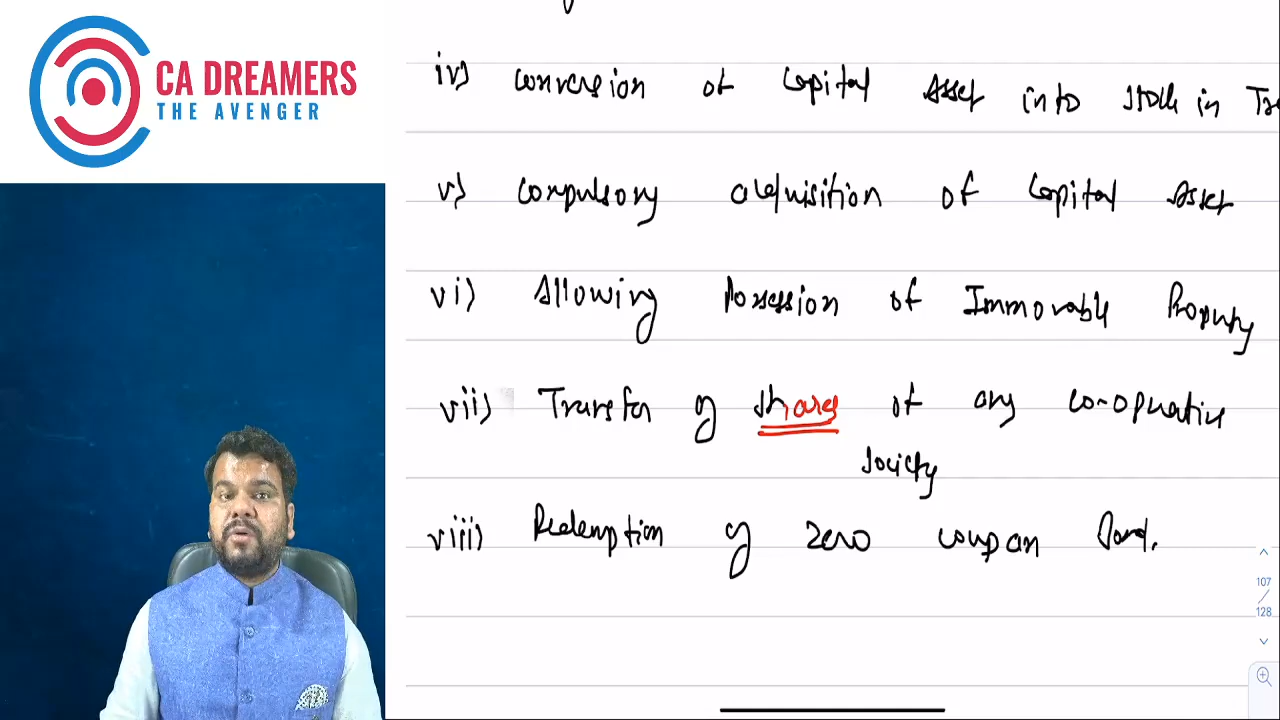 CA DREAMERS
THE AVENGER
iv) conversion of Capital Asset into Stock in
v) Compulsory acquisition of Capital Asset
vi) Allowing Possession of Immovable Property
vii) Transfer of shares of any co-operative
society
viii) Redemption of Zero coupon Bond.
107
/
128